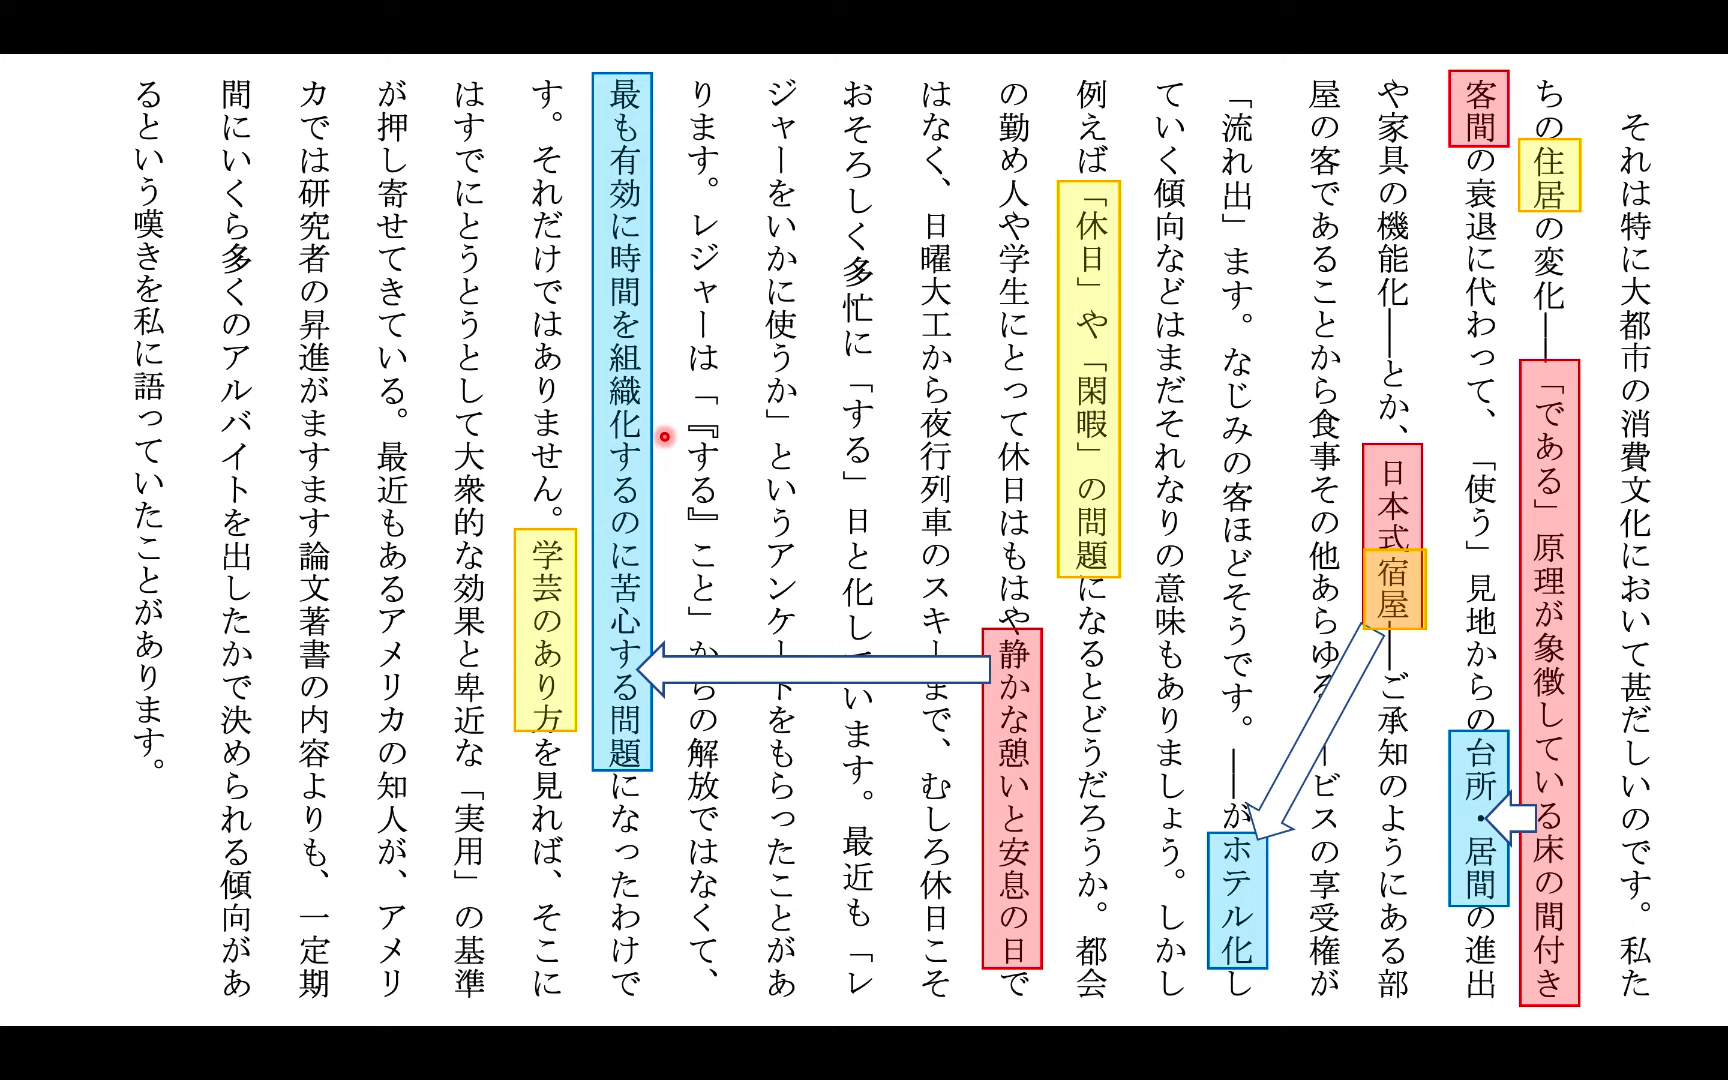 それは特に大都市の消費文化において甚だしいのです。私た
ちの住居の変化――「である」原理が象徴している床の間付き
客間の衰退に代わって、「使う」見地からの台所・居間の進出
や家具の機能化――とか、日本式宿屋――ご承知のようにある部
屋の客であることから食事その他あらゆ　ービスの享受権が
「流れ出」ます。なじみの客ほどそうです。――がホテル化し
ていく傾向などはまだそれなりの意味もありましょう。しかし
例えば「休日」や「閑暇」の問題になるとどうだろうか。都会
の勤め人や学生にとって休日はもはや静かな憩いと安息の日で
はなく、日曜大工から夜行列車のスキーまで、むしろ休日こそ
おそろしく多忙に「する」日と化しています。最近も「レ
ジャーをいかに使うか」というアンケートをもらったことがあ
ります。レジャーは「『する』こと」からの解放ではなくて、
最も有効に時間を組織化するのに苦心する問題になったわけで
す。それだけではありません。学芸のあり方を見れば、そこに
はすでにとうとうとして大衆的な効果と卑近な「実用」の基準
が押し寄せてきている。最近もあるアメリカの知人が、アメリ
カでは研究者の昇進がますます論文著書の内容よりも、一定期
間にいくら多くのアルバイトを出したかで決められる傾向があ
るという嘆きを私に語っていたことがあります。